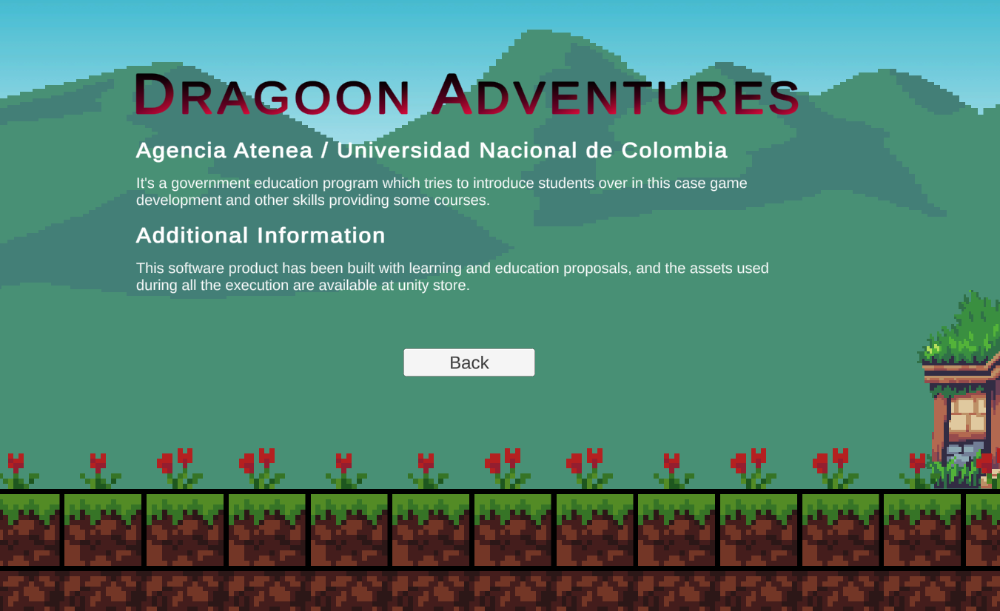 DRAGOON ADVENTURES
Agencia Atenea / Universidad Nacional de Colombia
It's a government education program which tries to introduce students over in this case game
development and other skills providing some courses.
Additional Information
This software product has been built with learning and education proposals, and the assets used
during all the execution are available at unity store.
Back